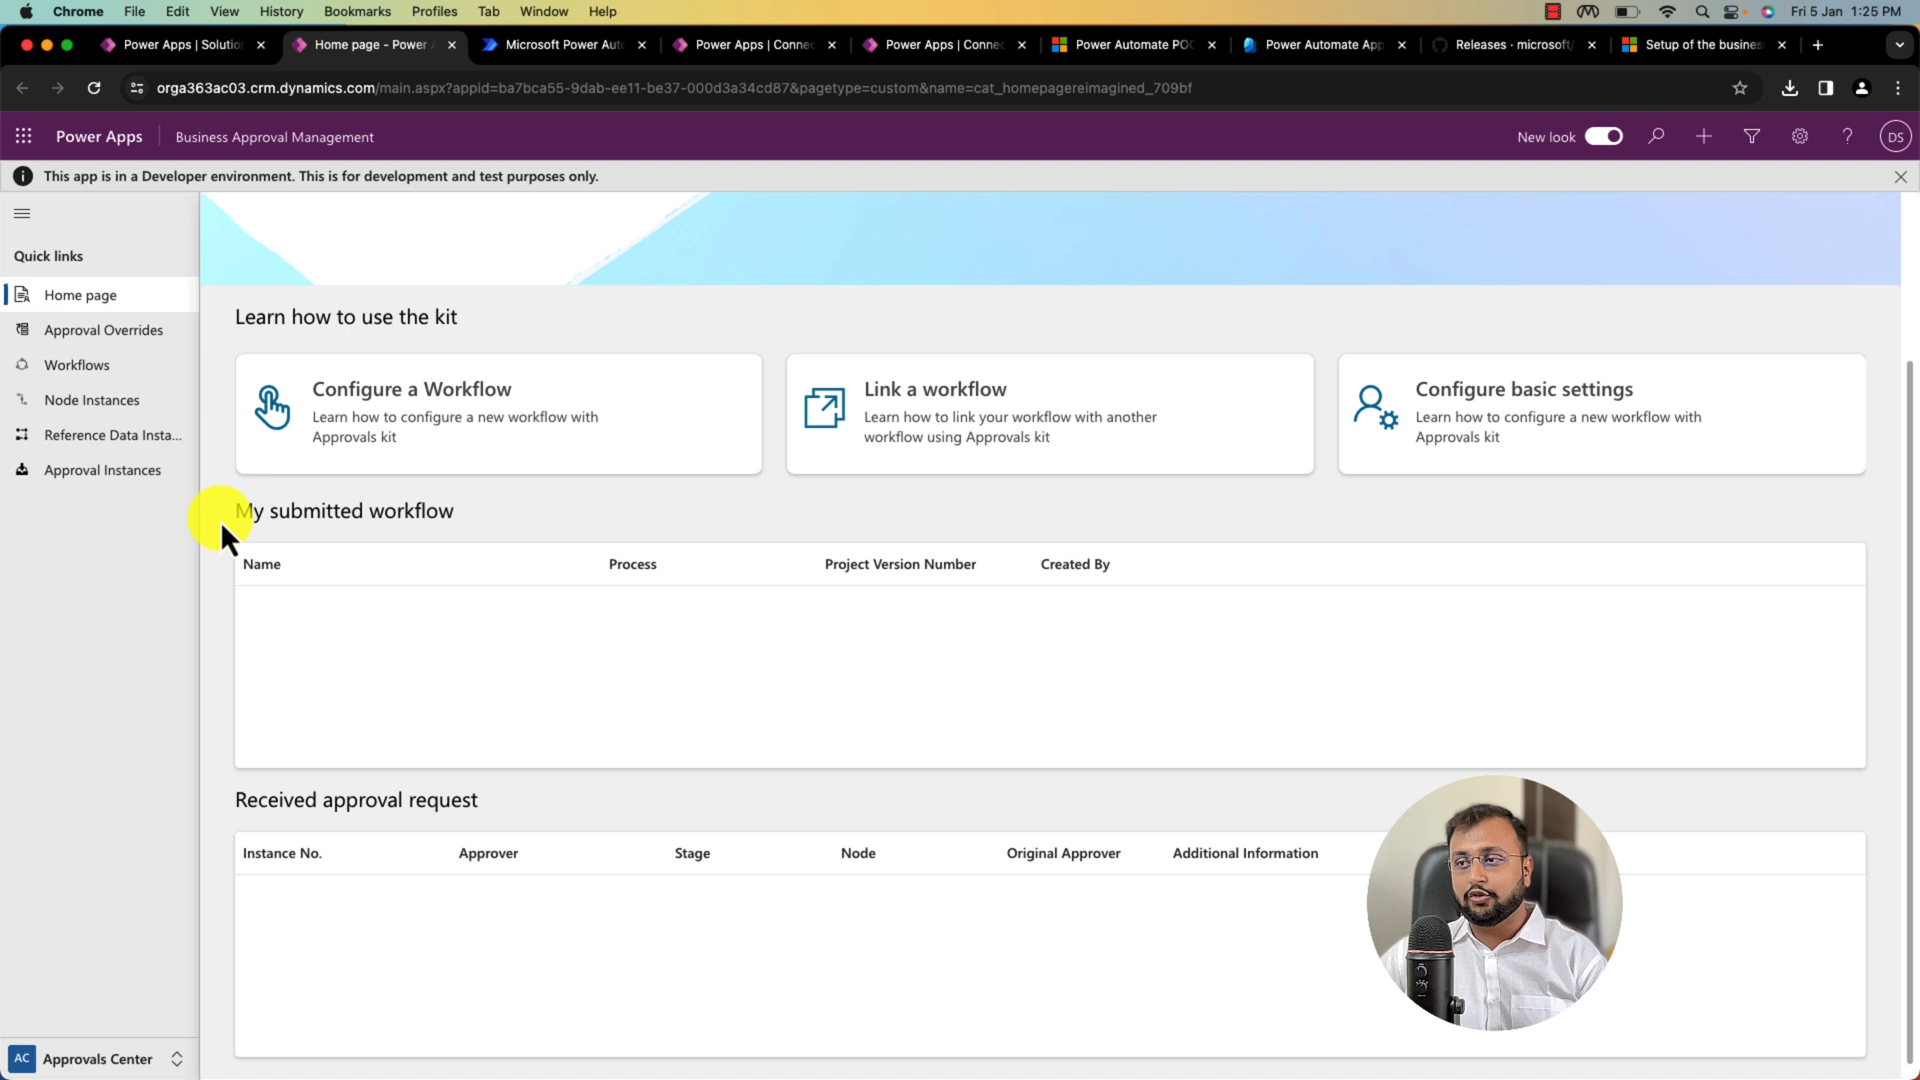 Chrome File Edit View History Bookmarks Profiles Tab Window Help Fri 5 Jan 1:25 PM
Power Apps | Solutio Home page - Power A Microsoft Power Auto Power Apps | Connec Power Apps | Connec Power Automate POC Power Automate App Releases · microsoft/ Setup of the busines
orga363ac03.crm.dynamics.com/main.aspx?appid=ba7bca55-9dab-ee11-be37-000d3a34cd87&pagetype=custom&name=cat_homepagereimagined_709bf
Power Apps Business Approval Management New look DS
This app is in a Developer environment. This is for development and test purposes only.
Quick links
Home page
Approval Overrides
Workflows
Node Instances
Reference Data Insta...
Approval Instances
AC Approvals Center
Learn how to use the kit
Configure a Workflow
Learn how to configure a new workflow with
Approvals kit
Link a workflow
Learn how to link your workflow with another
workflow using Approvals kit
Configure basic settings
Learn how to configure a new workflow with
Approvals kit
My submitted workflow
Name Process Project Version Number Created By
Received approval request
Instance No. Approver Stage Node Original Approver Additional Information